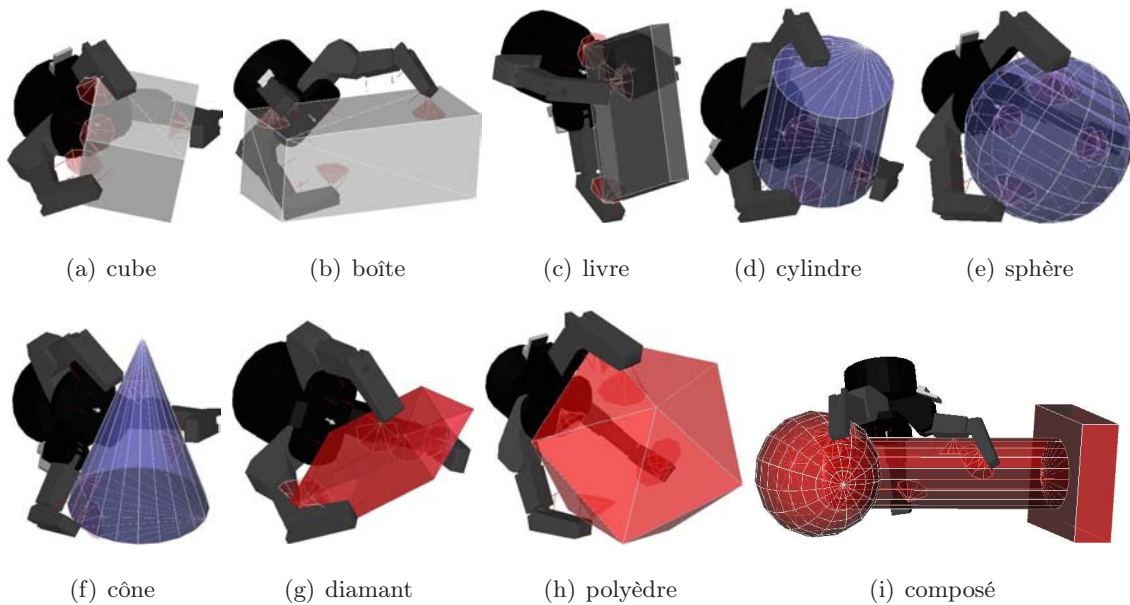 (a) cube
(b) boîte
(c) livre
(d) cylindre
(e) sphère
(f) cône
(g) diamant
(h) polyèdre
(i) composé